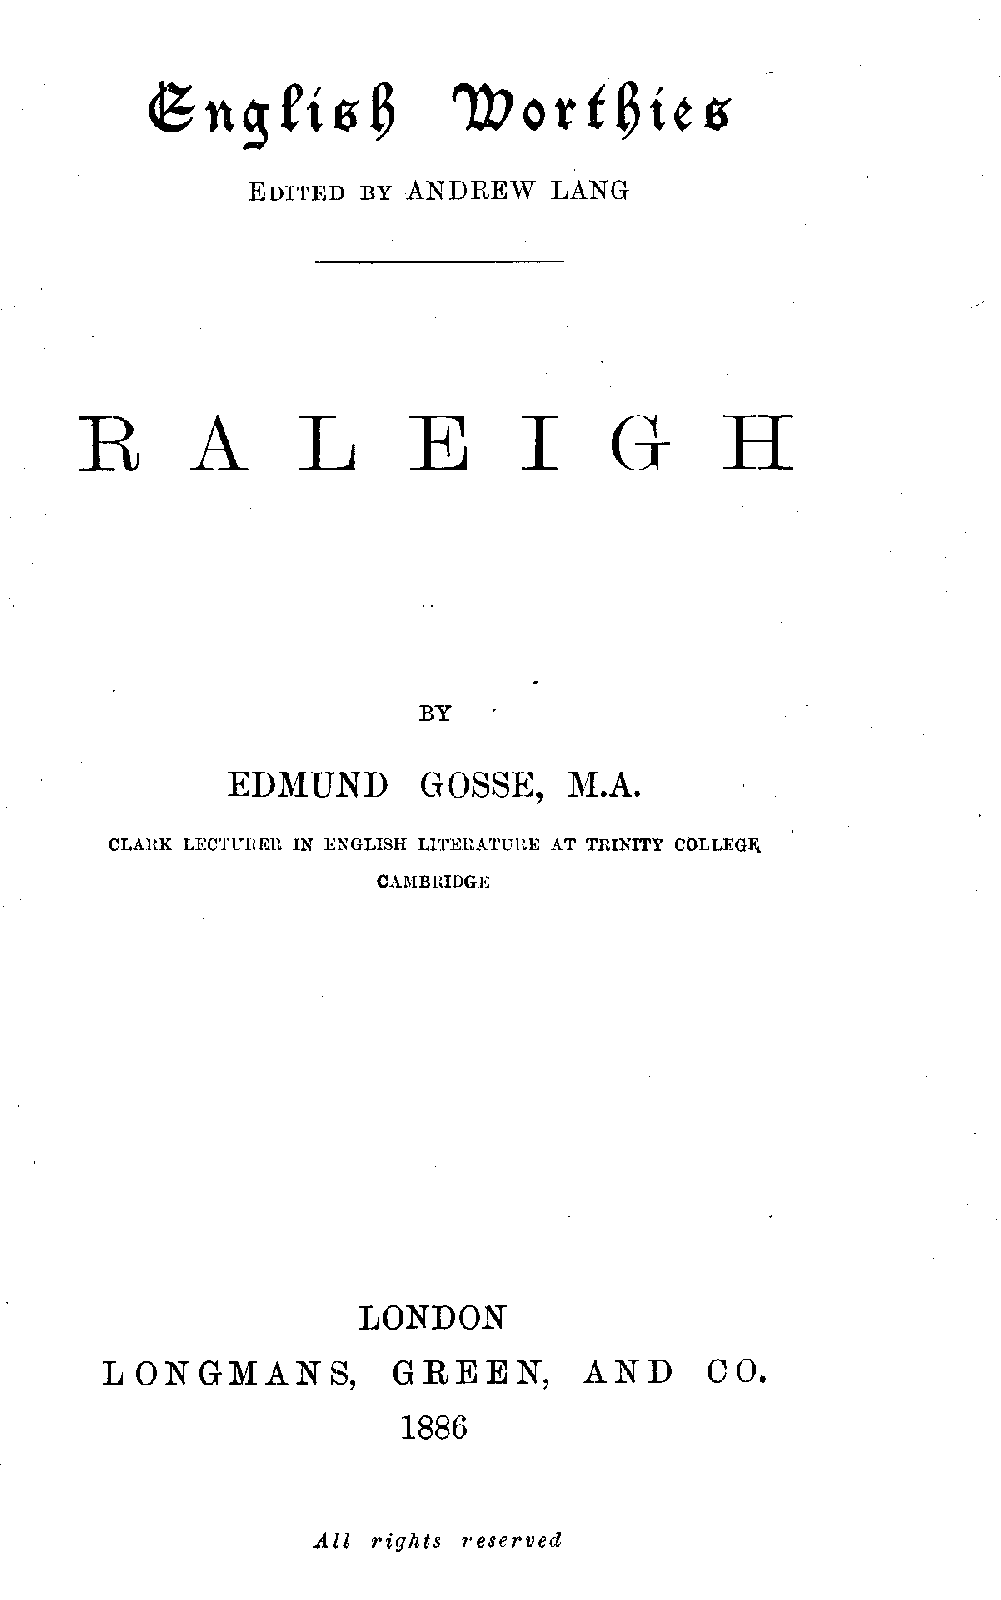 English Worthies
EDITED BY ANDREW LANG
RALEIGH
BY
EDMUND GOSSE, M.A.
CLARK LECTURER IN ENGLISH LITERATURE AT TRINITY COLLEGE
CAMBRIDGE
LONDON
LONGMANS, GREEN, AND CO.
1886
All rights reserved